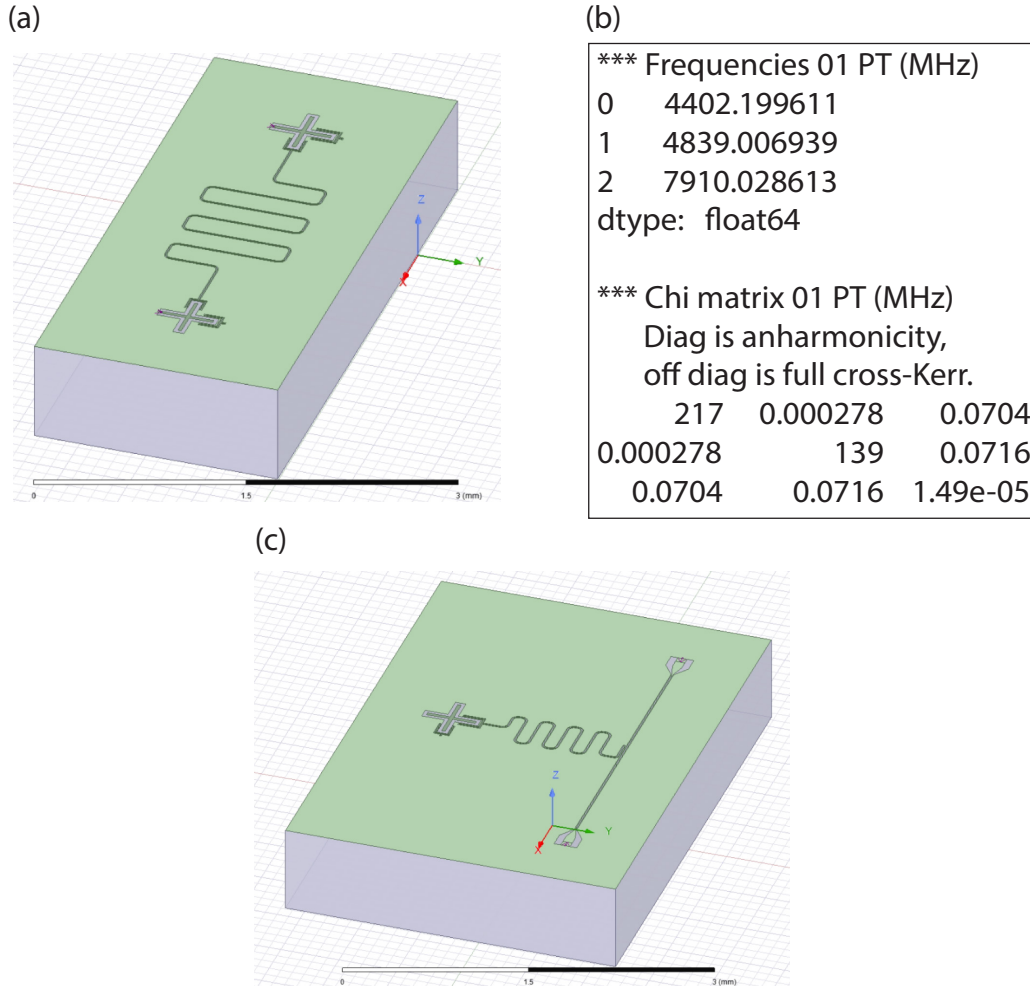 (a)
Z
Y
X
0
1.5
3 (mm)
(b)
*** Frequencies 01 PT (MHz)
0 4402.199611
1 4839.006939
2 7910.028613
dtype: float64
*** Chi matrix 01 PT (MHz)
Diag is anharmonicity,
off diag is full cross-Kerr.
217 0.000278 0.0704
0.000278 139 0.0716
0.0704 0.0716 1.49e-05
(c)
Z
Y
X
0
1.5
3 (mm)